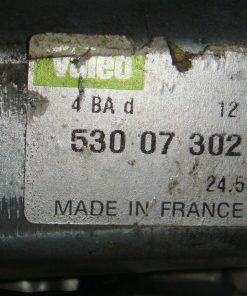 Valeo
4 BA d 12
530 07 302
24.5
MADE IN FRANCE